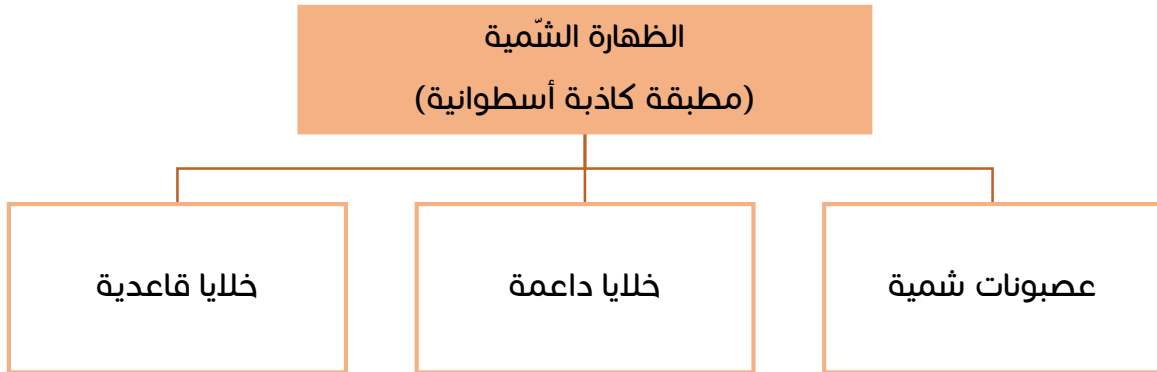 الظهارة الشّمية
(مطبقة كاذبة أسطوانية)
عصبونات شمية
خلايا داعمة
خلايا قاعدية